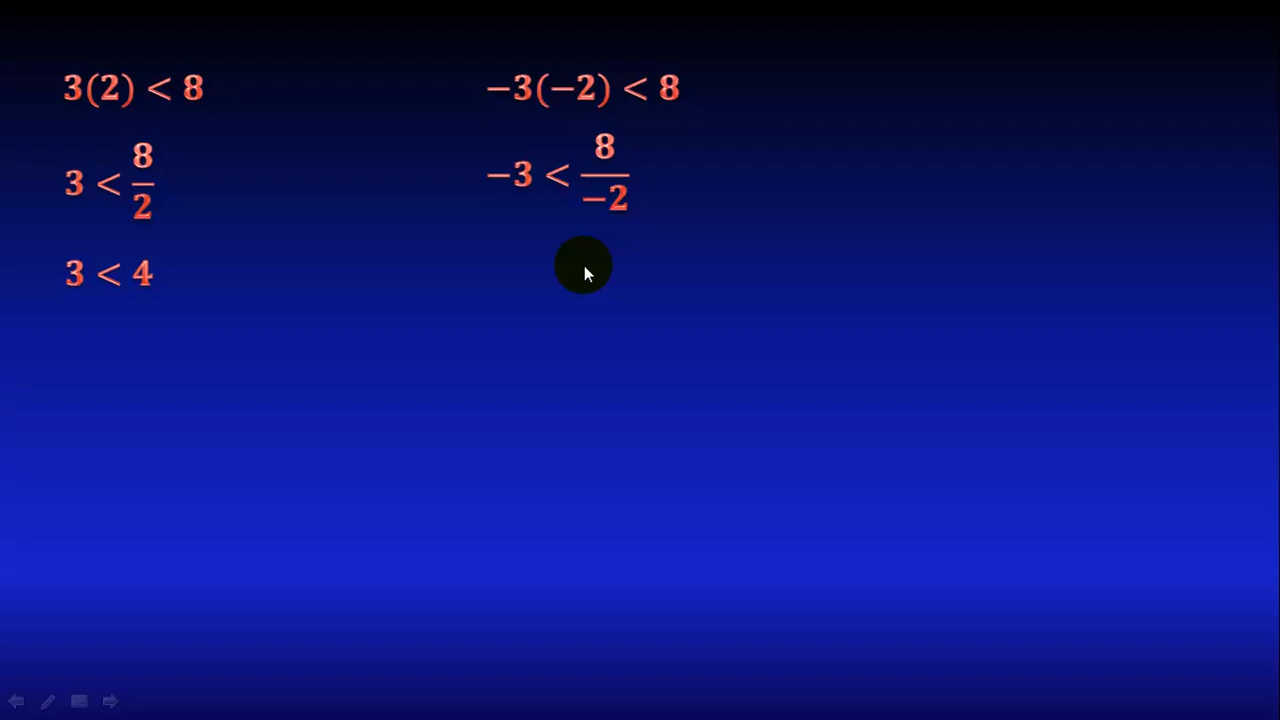 3(2) < 8
3 < 8/2
3 < 4
−3(−2) < 8
−3 < 8/−2